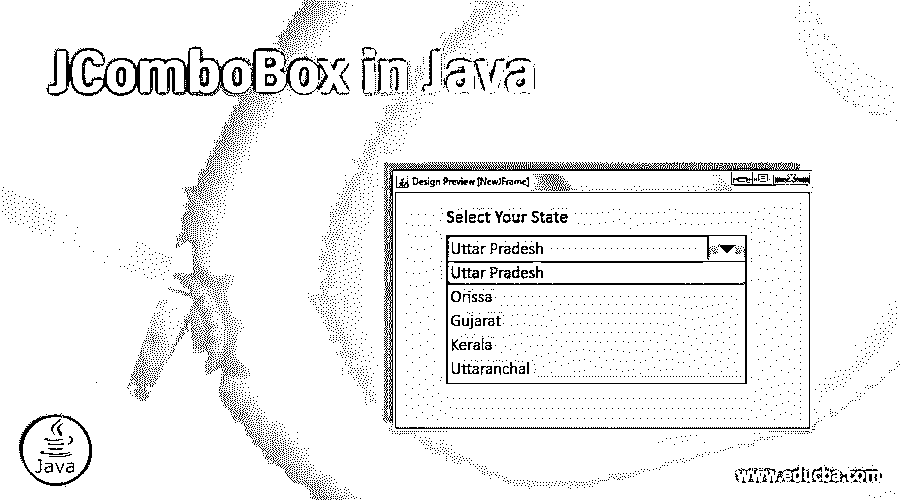 JComboBox in Java
Design Preview [NewJFrame]
Select Your State
Uttar Pradesh
Uttar Pradesh
Orissa
Gujarat
Kerala
Uttaranchal
Java
www.educba.com